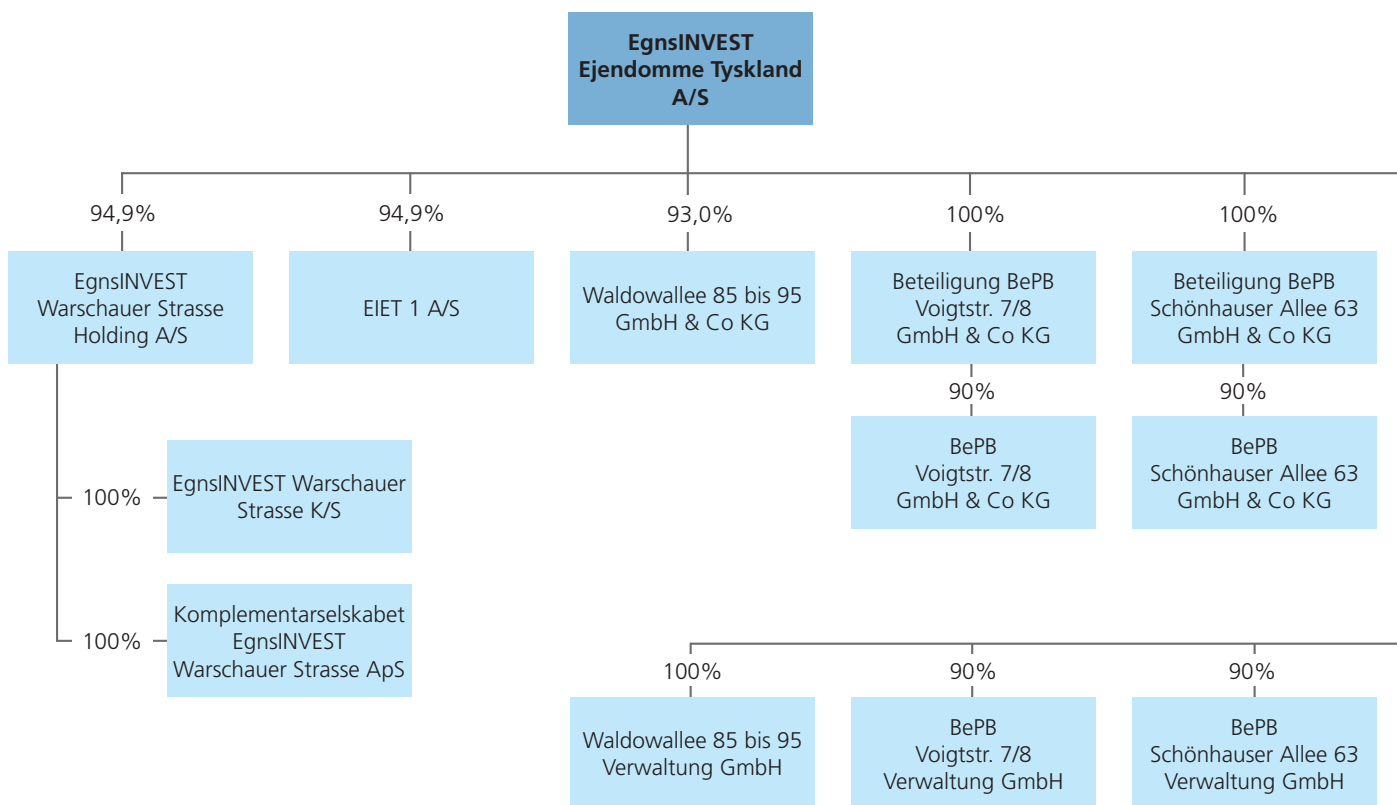 EgnsINVEST
Ejendomme Tyskland
A/S
94,9%
94,9%
93,0%
100%
100%
EgnsINVEST
Warschauer Strasse
Holding A/S
EIET 1 A/S
Waldowallee 85 bis 95
GmbH & Co KG
Beteiligung BePB
Voigtstr. 7/8
GmbH & Co KG
Beteiligung BePB
Schönhauser Allee 63
GmbH & Co KG
90%
90%
BePB
Voigtstr. 7/8
GmbH & Co KG
BePB
Schönhauser Allee 63
GmbH & Co KG
100%
EgnsINVEST Warschauer
Strasse K/S
100%
Komplementarselskabet
EgnsINVEST
Warschauer Strasse ApS
100%
90%
90%
Waldowallee 85 bis 95
Verwaltung GmbH
BePB
Voigtstr. 7/8
Verwaltung GmbH
BePB
Schönhauser Allee 63
Verwaltung GmbH